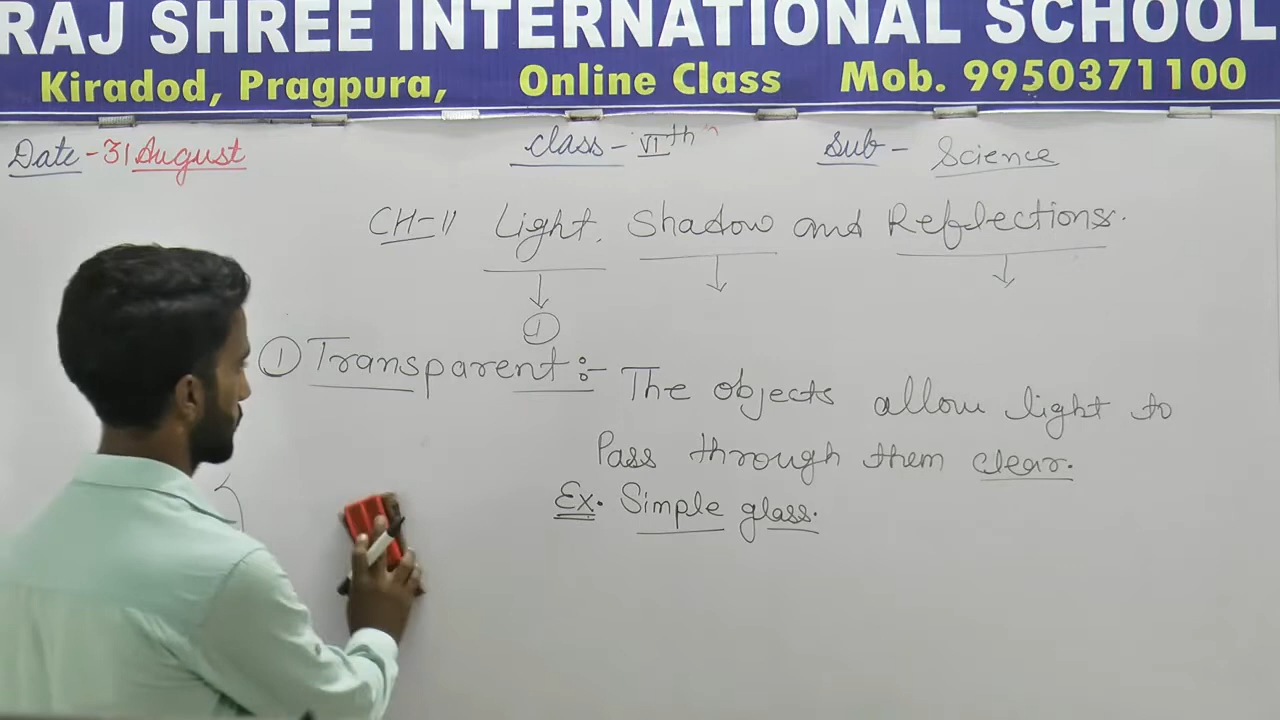 RAJ SHREE INTERNATIONAL SCHOOL
Kiradod, Pragpura, Online Class Mob. 9950371100
Date - 31 August class - VIth Sub - Science
CH-11 Light, Shadow and Reflections.
①
① Transparent :- The objects allow light to
Pass through them clear.
Ex. Simple glass.